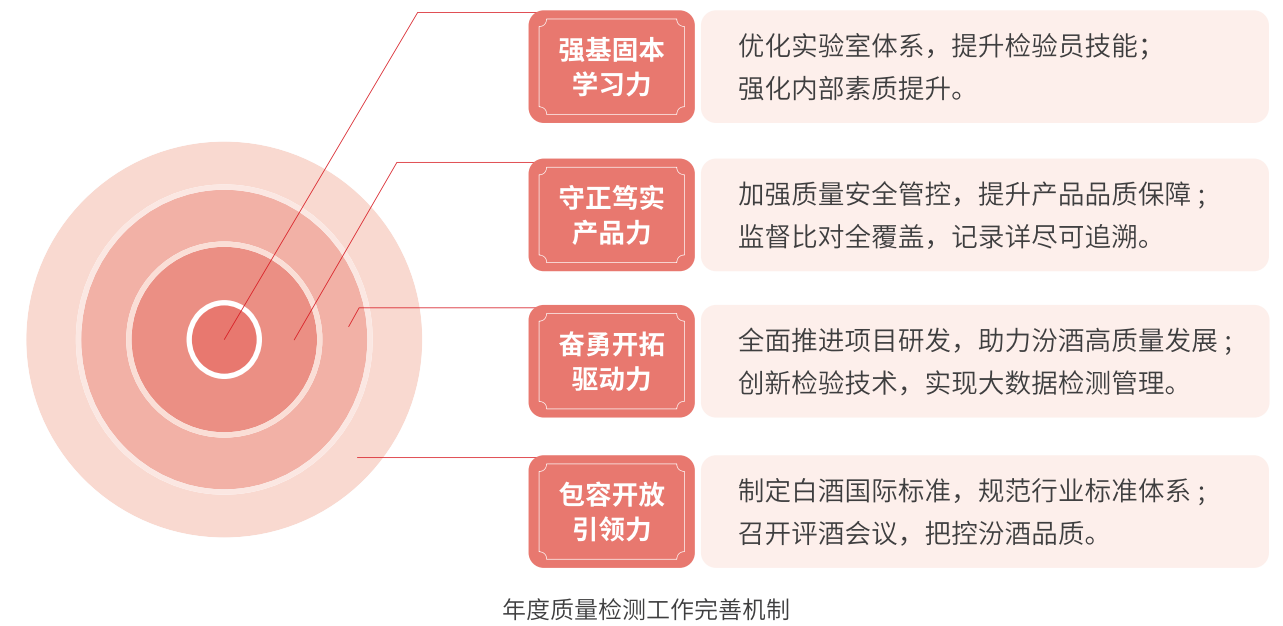 强基固本
学习力
优化实验室体系，提升检验员技能；
强化内部素质提升。
守正笃实
产品力
加强质量安全管控，提升产品品质保障；
监督比对全覆盖，记录详尽可追溯。
奋勇开拓
驱动力
全面推进项目研发，助力汾酒高质量发展；
创新检验技术，实现大数据检测管理。
包容开放
引领力
制定白酒国际标准，规范行业标准体系；
召开评酒会议，把控汾酒品质。
年度质量检测工作完善机制